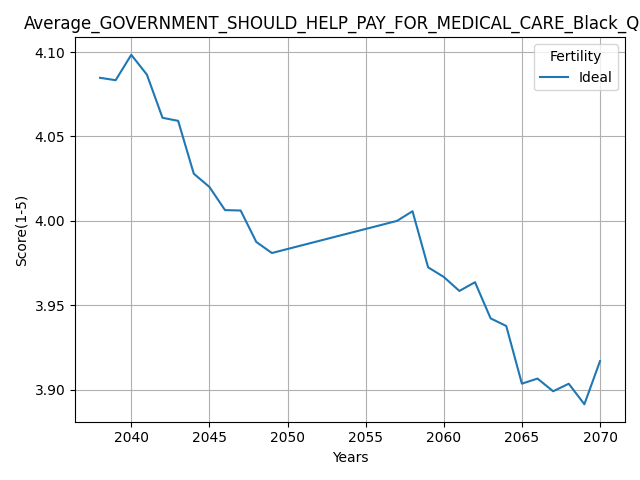 Average_GOVERNMENT_SHOULD_HELP_PAY_FOR_MEDICAL_CARE_Black_Q
Fertility
Ideal
Score(1-5)
4.10
4.05
4.00
3.95
3.90
2040 2045 2050 2055 2060 2065 2070
Years